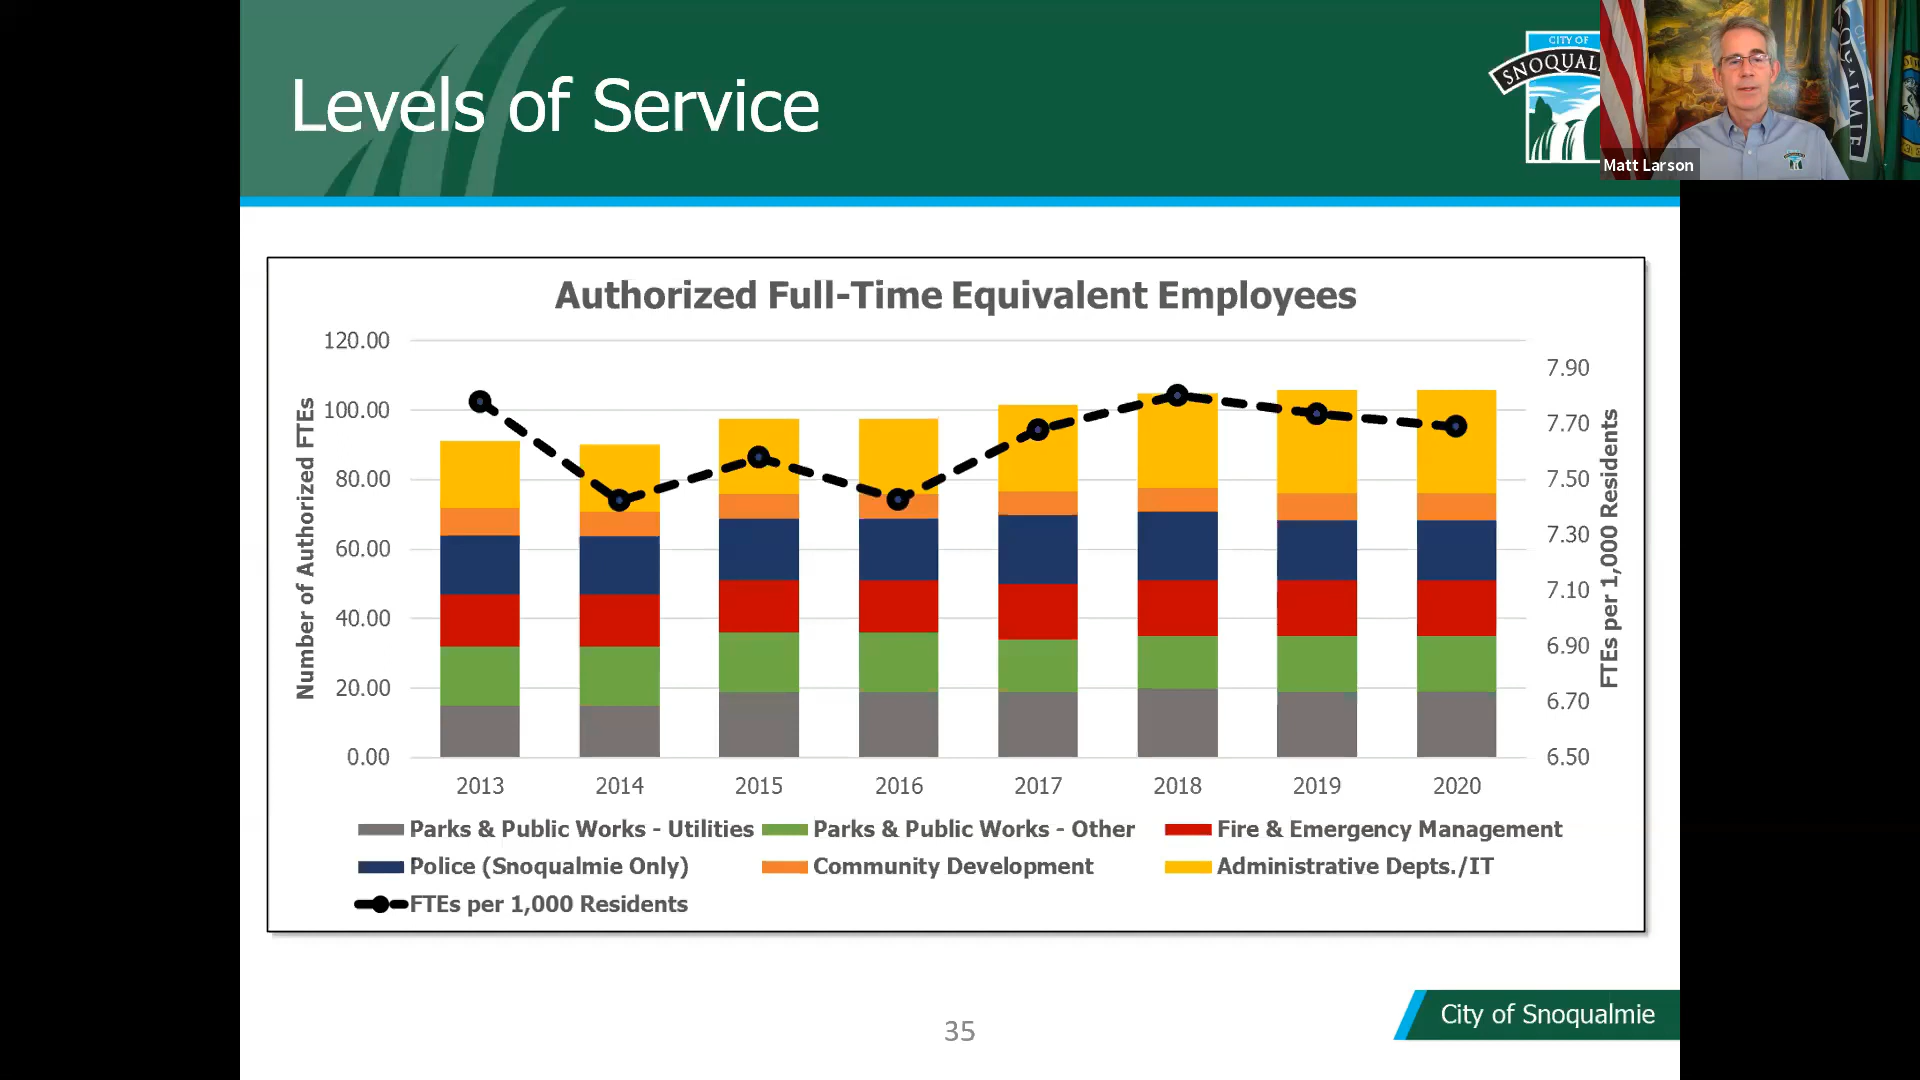 Levels of Service
CITY OF
SNOQUAL
Matt Larson
Authorized Full-Time Equivalent Employees
Number of Authorized FTEs
120.00
100.00
80.00
60.00
40.00
20.00
0.00
7.90
7.70
7.50
7.30
7.10
6.90
6.70
6.50
FTEs per 1,000 Residents
2013 2014 2015 2016 2017 2018 2019 2020
Parks & Public Works - Utilities Parks & Public Works - Other Fire & Emergency Management
Police (Snoqualmie Only) Community Development Administrative Depts./IT
FTEs per 1,000 Residents
City of Snoqualmie
35